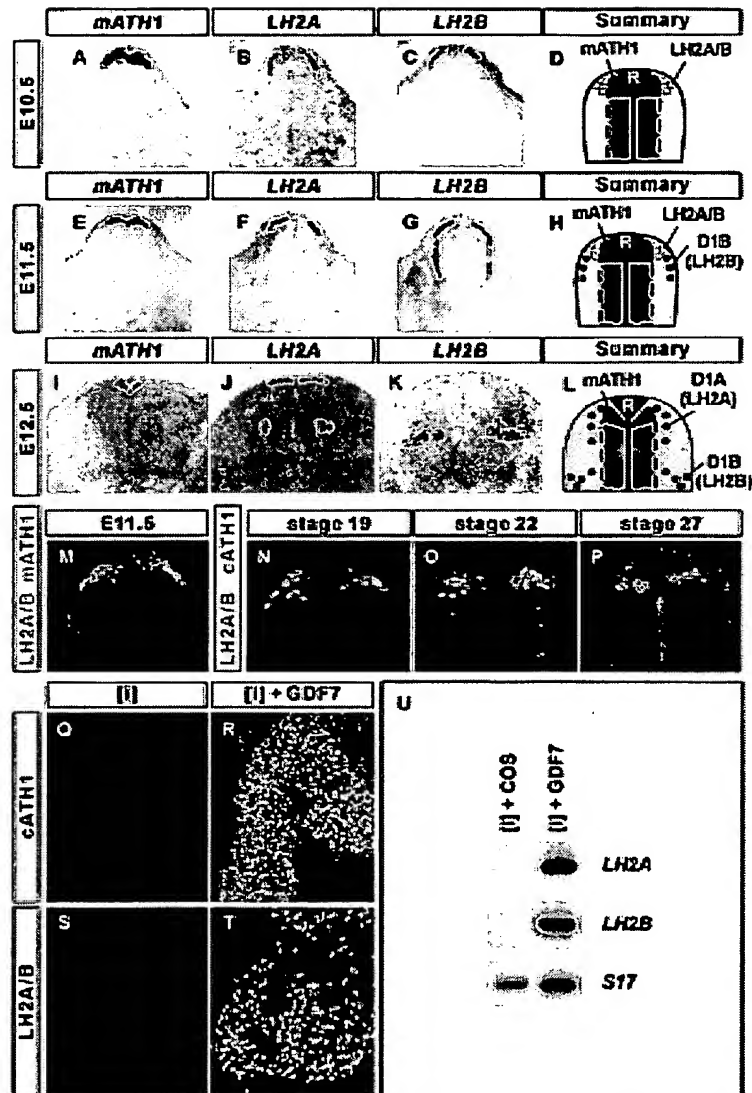 mATH1 LH2A LH2B Summary
E10.5
A B C D mATH1 LH2A/B
R
mATH1 LH2A LH2B Summary
E11.5
E F G H mATH1 LH2A/B
R D1B
(LH2B)
mATH1 LH2A LH2B Summary
E12.5
I J K L mATH1 D1A
R (LH2A)
D1B
(LH2B)
E11.5 stage 19 stage 22 stage 27
LH2A/B mATH1
LH2A/B cATH1
M N O P
[i] [i] + GDF7
cATH1
Q R
LH2A/B
S T
U
[i] + COS
[i] + GDF7
LH2A
LH2B
S17